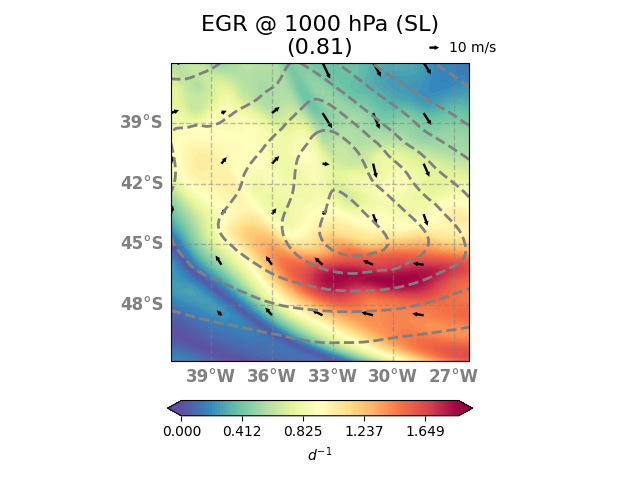 EGR @ 1000 hPa (SL)
(0.81)
10 m/s
39°S
42°S
45°S
48°S
39°W 36°W 33°W 30°W 27°W
0.000 0.412 0.825 1.237 1.649
d⁻¹